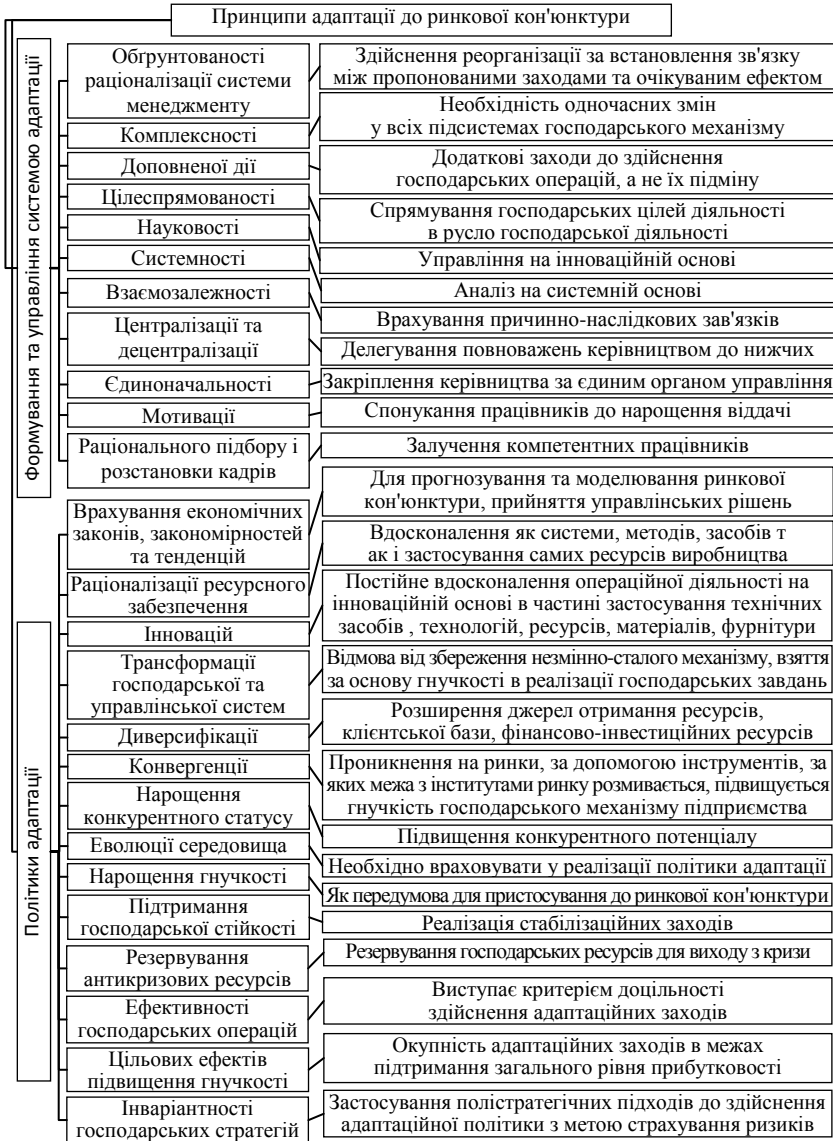 Принципи адаптації до ринкової кон'юнктури
Формування та управління системою адаптації
Обґрунтованості
раціоналізації системи
менеджменту
Здійснення реорганізації за встановлення зв'язку
між пропонованими заходами та очікуваним ефектом
Комплексності
Необхідність одночасних змін
у всіх підсистемах господарського механізму
Доповненої дії
Додаткові заходи до здійснення
господарських операцій, а не їх підміну
Цілеспрямованості
Спрямування господарських цілей діяльності
в русло господарської діяльності
Науковості
Управління на інноваційній основі
Системності
Аналіз на системній основі
Взаємозалежності
Врахування причинно-наслідкових зав'язків
Централізації та
децентралізації
Делегування повноважень керівництвом до нижчих
Єдиноначальності
Закріплення керівництва за єдиним органом управління
Мотивації
Спонукання працівників до нарощення віддачі
Раціонального підбору і
розстановки кадрів
Залучення компетентних працівників
Політики адаптації
Врахування економічних
законів, закономірностей
та тенденцій
Для прогнозування та моделювання ринкової
кон'юнктури, прийняття управлінських рішень
Раціоналізації ресурсного
забезпечення
Вдосконалення як системи, методів, засобів т
ак і застосування самих ресурсів виробництва
Інновацій
Постійне вдосконалення операційної діяльності на
інноваційній основі в частині застосування технічних
засобів , технологій, ресурсів, матеріалів, фурнітури
Трансформації
господарської та
управлінської систем
Відмова від збереження незмінно-сталого механізму, взяття
за основу гнучкості в реалізації господарських завдань
Диверсифікації
Розширення джерел отримання ресурсів,
клієнтської бази, фінансово-інвестиційних ресурсів
Конвергенції
Проникнення на ринки, за допомогою інструментів, за
яких межа з інститутами ринку розмивається, підвищується
гнучкість господарського механізму підприємства
Нарощення
конкурентного статусу
Підвищення конкурентного потенціалу
Еволюції середовища
Необхідно враховувати у реалізації політики адаптації
Нарощення гнучкості
Як передумова для пристосування до ринкової кон'юнктури
Підтримання
господарської стійкості
Реалізація стабілізаційних заходів
Резервування
антикризових ресурсів
Резервування господарських ресурсів для виходу з кризи
Ефективності
господарських операцій
Виступає критерієм доцільності
здійснення адаптаційних заходів
Цільових ефектів
підвищення гнучкості
Окупність адаптаційних заходів в межах
підтримання загального рівня прибутковості
Інваріантності
господарських стратегій
Застосування полістратегічних підходів до здійснення
адаптаційної політики з метою страхування ризиків